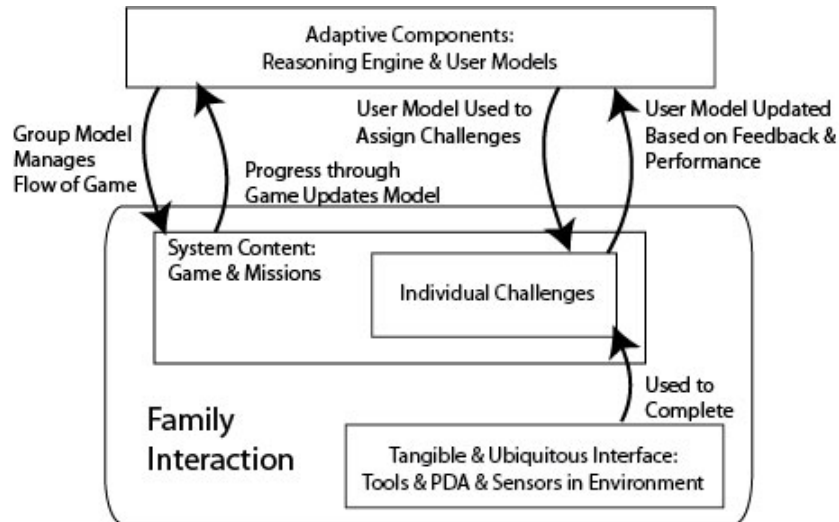 Adaptive Components:
Reasoning Engine & User Models
Group Model
Manages
Flow of Game
Progress through
Game Updates Model
User Model Used to
Assign Challenges
User Model Updated
Based on Feedback &
Performance
System Content:
Game & Missions
Individual Challenges
Used to
Complete
Family
Interaction
Tangible & Ubiquitous Interface:
Tools & PDA & Sensors in Environment